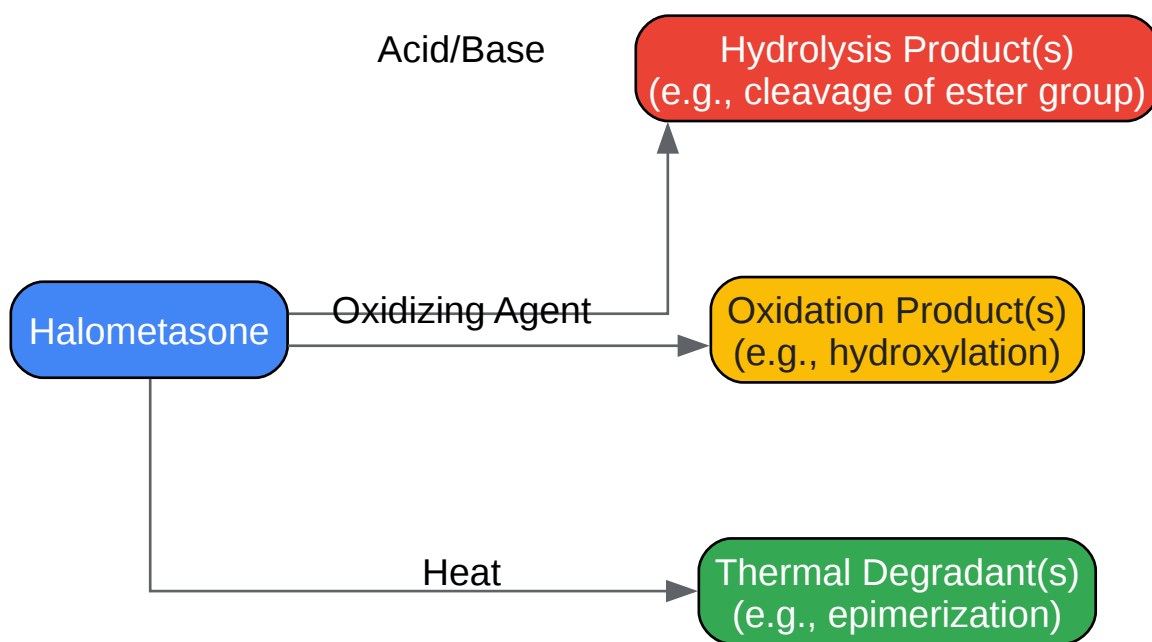 Acid/Base
Hydrolysis Product(s)
(e.g., cleavage of ester group)
Halometasone
Oxidizing Agent
Oxidation Product(s)
(e.g., hydroxylation)
Heat
Thermal Degradant(s)
(e.g., epimerization)